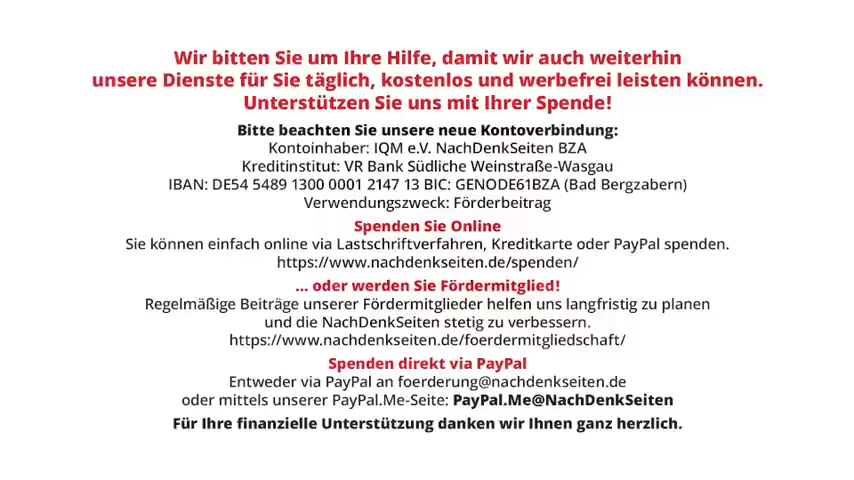 Wir bitten Sie um Ihre Hilfe, damit wir auch weiterhin
unsere Dienste für Sie täglich, kostenlos und werbefrei leisten können.
Unterstützen Sie uns mit Ihrer Spende!
Bitte beachten Sie unsere neue Kontoverbindung:
Kontoinhaber: IQM e.V. NachDenkSeiten BZA
Kreditinstitut: VR Bank Südliche Weinstraße-Wasgau
IBAN: DE54 5489 1300 0001 2147 13 BIC: GENODE61BZA (Bad Bergzabern)
Verwendungszweck: Förderbeitrag
Spenden Sie Online
Sie können einfach online via Lastschriftverfahren, Kreditkarte oder PayPal spenden.
https://www.nachdenkseiten.de/spenden/
... oder werden Sie Fördermitglied!
Regelmäßige Beiträge unserer Fördermitglieder helfen uns langfristig zu planen
und die NachDenkSeiten stetig zu verbessern.
https://www.nachdenkseiten.de/foerdermitgliedschaft/
Spenden direkt via PayPal
Entweder via PayPal an foerderung@nachdenkseiten.de
oder mittels unserer PayPal.Me-Seite: PayPal.Me@NachDenkSeiten
Für Ihre finanzielle Unterstützung danken wir Ihnen ganz herzlich.